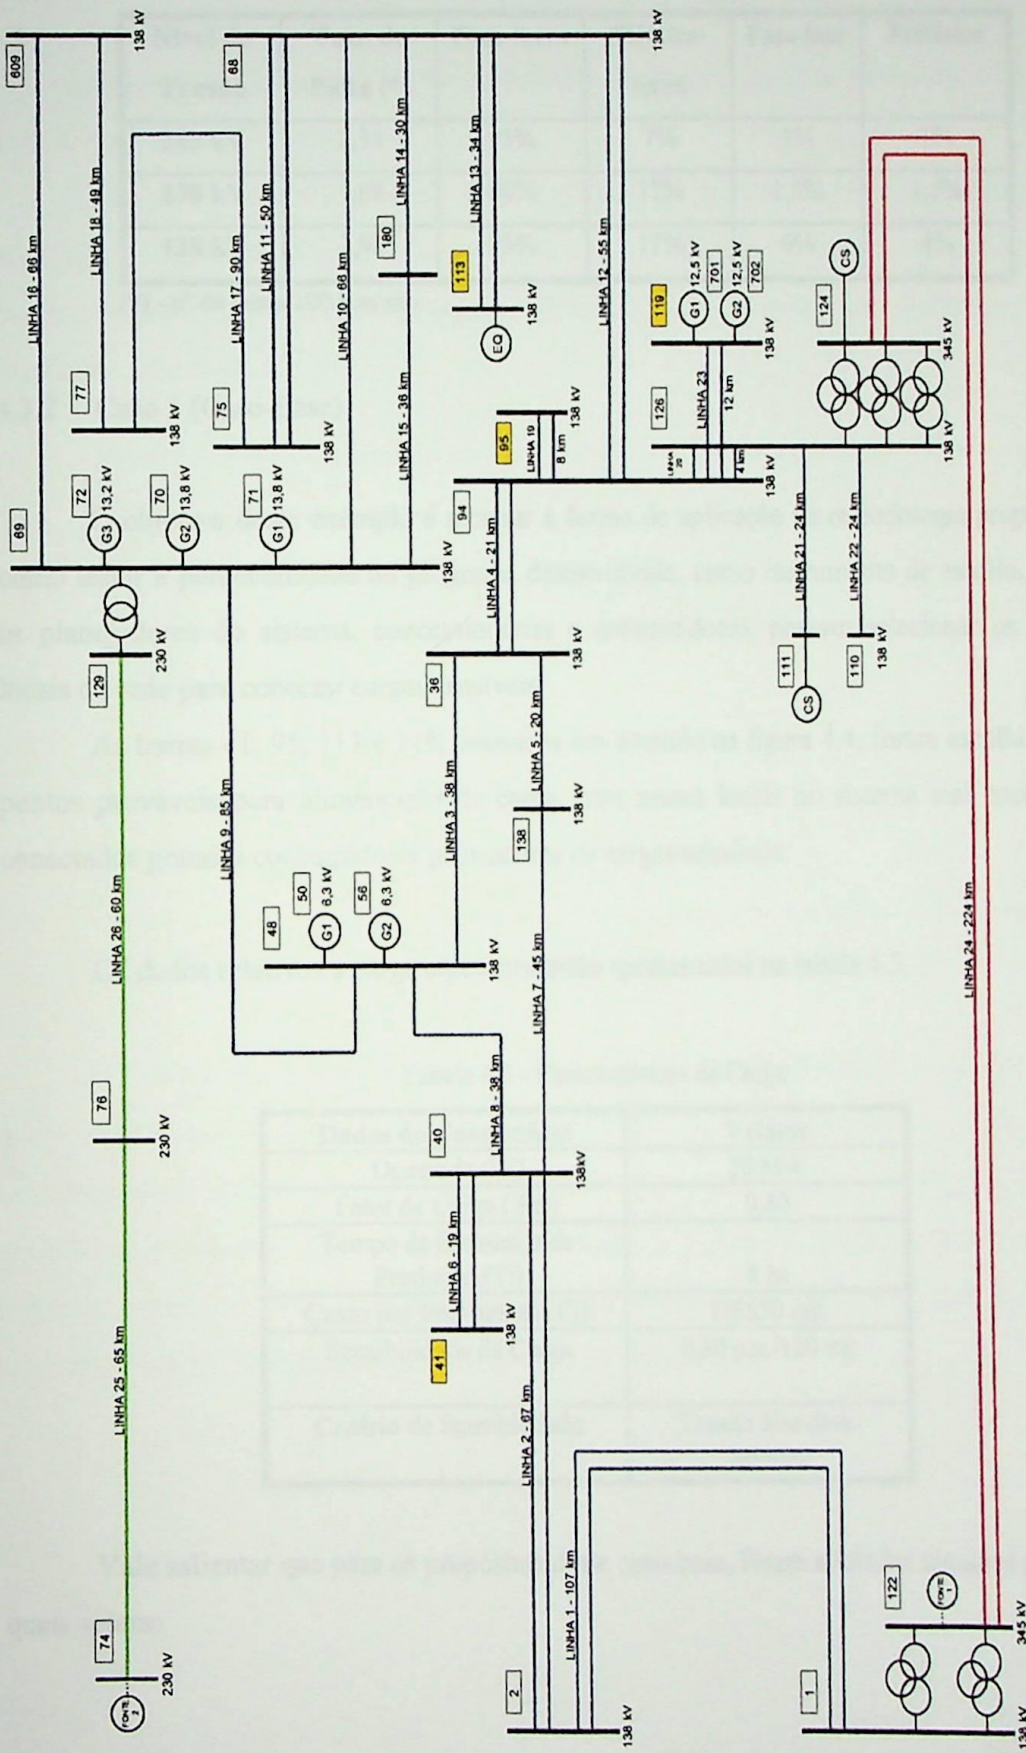 609
138 kV
LINHA 16 - 66 km
LINHA 18 - 49 km
68
138 kV
LINHA 17 - 90 km
LINHA 11 - 50 km
LINHA 10 - 66 km
LINHA 14 - 30 km
LINHA 13 - 34 km
LINHA 12 - 55 km
77
138 kV
75
138 kV
180
LINHA 15 - 36 km
113
EQ
138 kV
69
72
G3
13,2 kV
70
G2
13,8 kV
71
G1
13,8 kV
138 kV
129
230 kV
95
LINHA 19
8 km
138 kV
94
LINHA 4 - 21 km
138 kV
4 km
119
G1
12,5 kV
701
G2
12,5 kV
702
138 kV
LINHA 23
12 km
126
138 kV
124
CS
345 kV
LINHA 21 - 24 km
LINHA 22 - 24 km
111
CS
110
138 kV
36
138 kV
LINHA 3 - 38 km
LINHA 5 - 20 km
138
138 kV
LINHA 9 - 85 km
48
50
G1
6,3 kV
56
G2
6,3 kV
138 kV
LINHA 7 - 45 km
LINHA 8 - 38 km
40
138kV
LINHA 6 - 19 km
41
138 kV
LINHA 26 - 60 km
76
230 kV
LINHA 25 - 65 km
74
FONTE 2
230 kV
LINHA 2 - 67 km
LINHA 1 - 107 km
2
138 kV
1
138 kV
122
FONTE 1
345 kV
LINHA 24 - 224 km